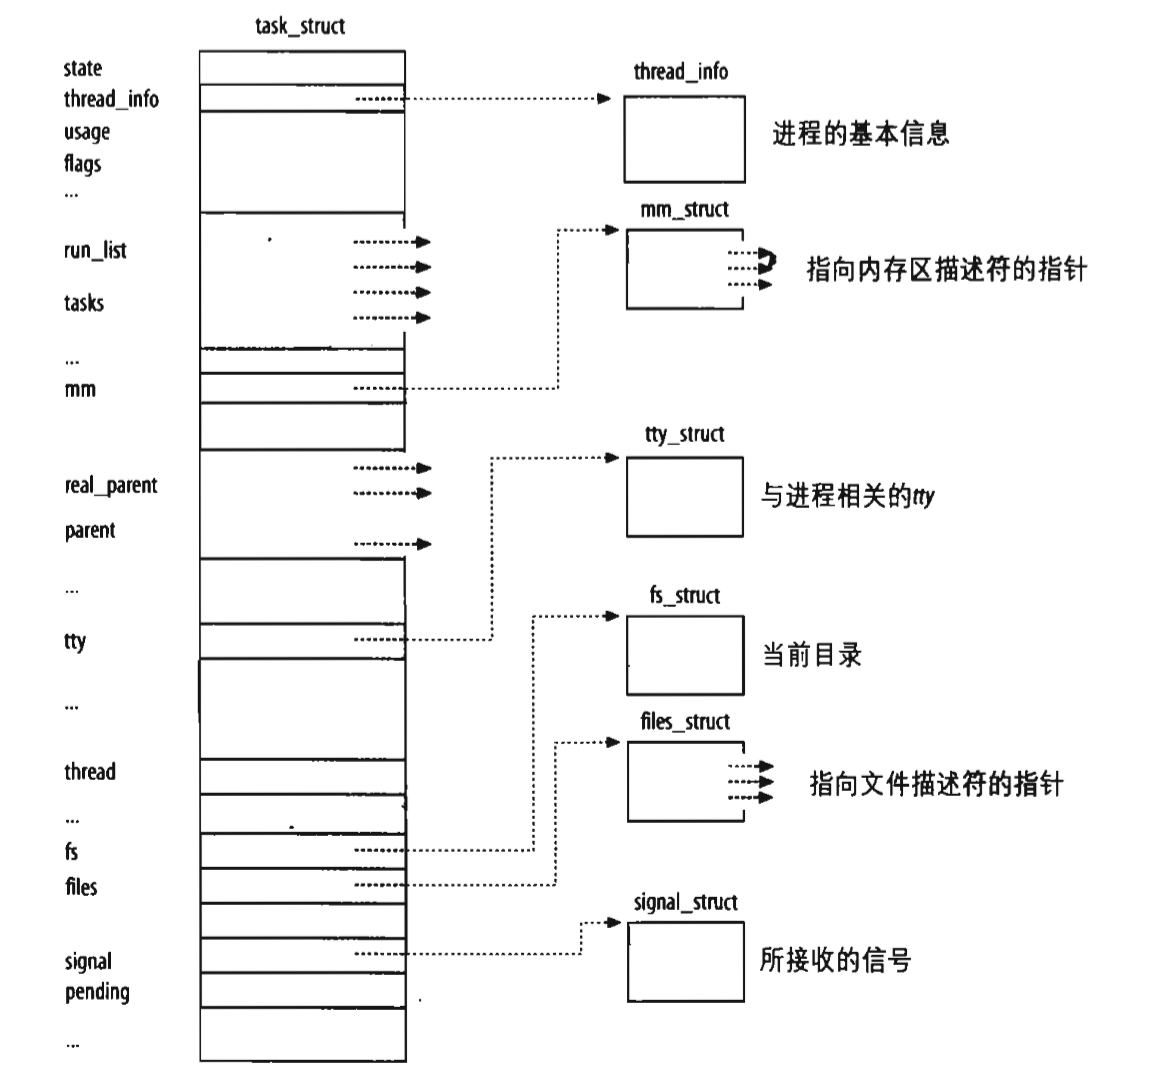 task_struct
state
thread_info
usage
flags
...
run_list
tasks
...
mm
real_parent
parent
...
tty
...
thread
...
fs
files
signal
pending
...
thread_info
进程的基本信息
mm_struct
指向内存区描述符的指针
tty_struct
与进程相关的tty
fs_struct
当前目录
files_struct
指向文件描述符的指针
signal_struct
所接收的信号